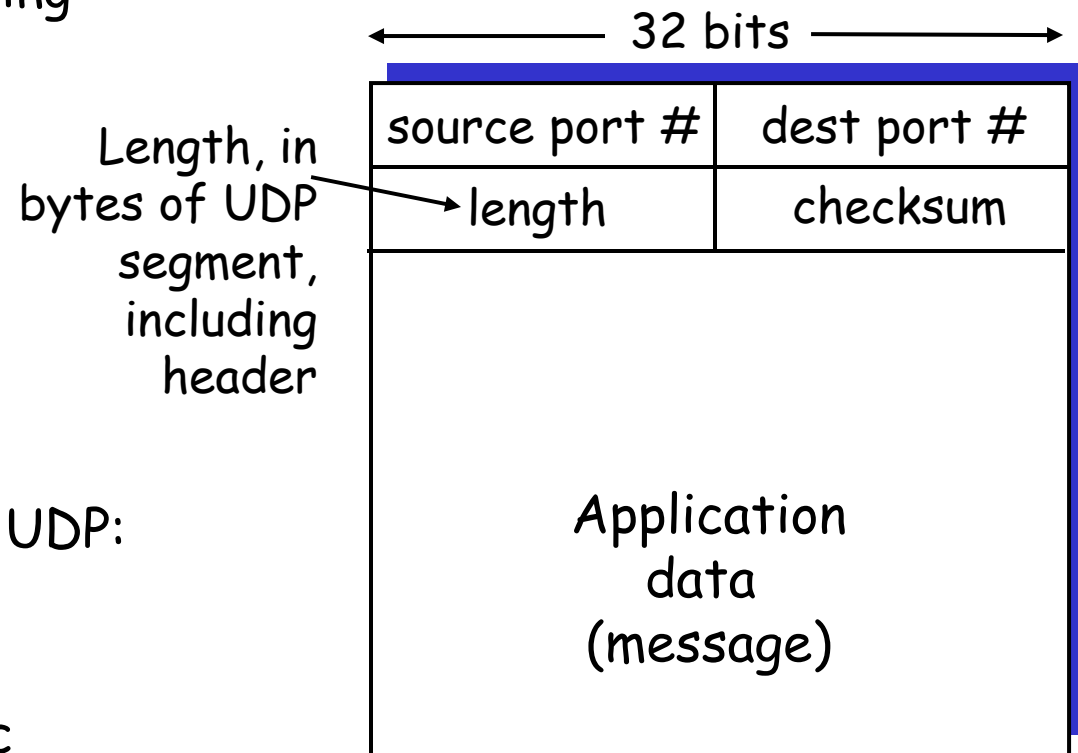 32 bits
source port # dest port #
Length, in
bytes of UDP
segment,
including
header
length checksum
UDP:
Application
data
(message)